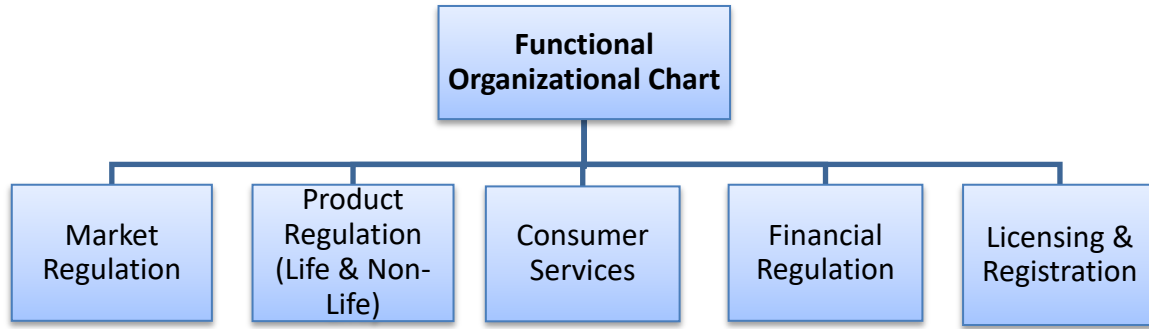 Functional
Organizational Chart
Market
Regulation
Product
Regulation
(Life & Non-
Life)
Consumer
Services
Financial
Regulation
Licensing &
Registration